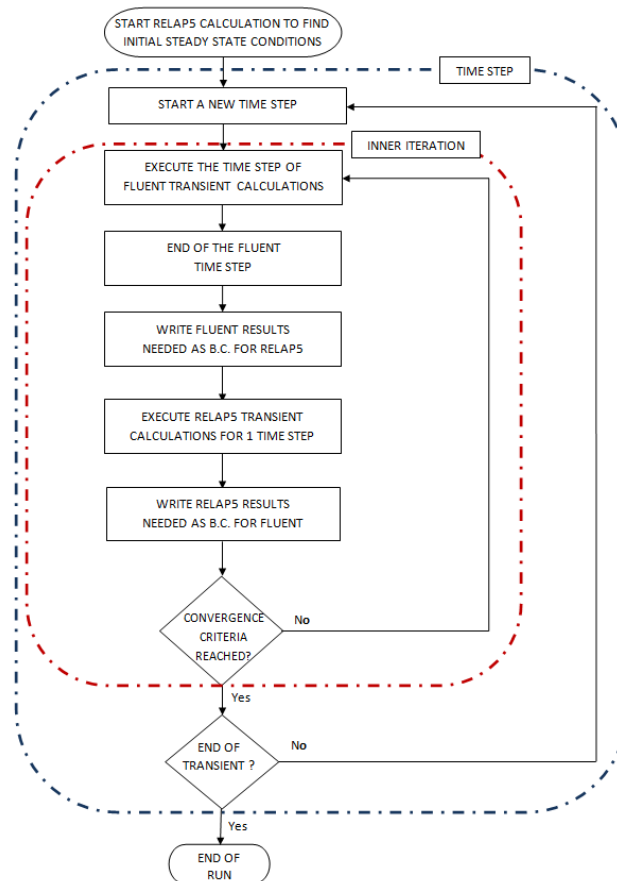 START RELAP5 CALCULATION TO FIND
INITIAL STEADY STATE CONDITIONS
TIME STEP
START A NEW TIME STEP
INNER ITERATION
EXECUTE THE TIME STEP OF
FLUENT TRANSIENT CALCULATIONS
END OF THE FLUENT
TIME STEP
WRITE FLUENT RESULTS
NEEDED AS B.C. FOR RELAP5
EXECUTE RELAP5 TRANSIENT
CALCULATIONS FOR 1 TIME STEP
WRITE RELAP5 RESULTS
NEEDED AS B.C. FOR FLUENT
CONVERGENCE
CRITERIA
REACHED?
No
Yes
END OF
TRANSIENT ?
No
Yes
END OF
RUN